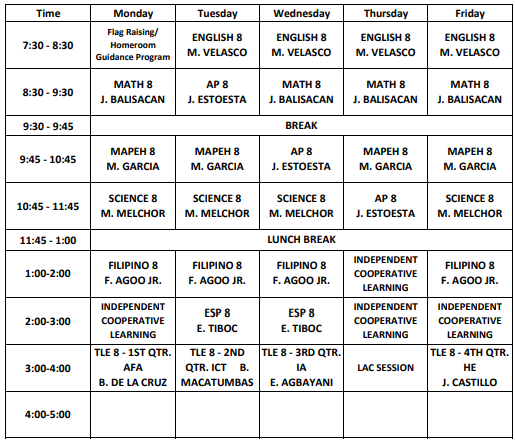 Time Monday Tuesday Wednesday Thursday Friday
7:30 - 8:30
Flag Raising/
Homeroom
Guidance Program
ENGLISH 8
M. VELASCO
ENGLISH 8
M. VELASCO
ENGLISH 8
M. VELASCO
ENGLISH 8
M. VELASCO
8:30 - 9:30
MATH 8
J. BALISACAN
AP 8
J. ESTOESTA
MATH 8
J. BALISACAN
MATH 8
J. BALISACAN
MATH 8
J. BALISACAN
9:30 - 9:45
BREAK
9:45 - 10:45
MAPEH 8
M. GARCIA
MAPEH 8
M. GARCIA
AP 8
J. ESTOESTA
MAPEH 8
M. GARCIA
MAPEH 8
M. GARCIA
10:45 - 11:45
SCIENCE 8
M. MELCHOR
SCIENCE 8
M. MELCHOR
SCIENCE 8
M. MELCHOR
AP 8
J. ESTOESTA
SCIENCE 8
M. MELCHOR
11:45 - 1:00
LUNCH BREAK
1:00-2:00
FILIPINO 8
F. AGOO JR.
FILIPINO 8
F. AGOO JR.
FILIPINO 8
F. AGOO JR.
INDEPENDENT
COOPERATIVE
LEARNING
FILIPINO 8
F. AGOO JR.
2:00-3:00
INDEPENDENT
COOPERATIVE
LEARNING
ESP 8
E. TIBOC
ESP 8
E. TIBOC
INDEPENDENT
COOPERATIVE
LEARNING
INDEPENDENT
COOPERATIVE
LEARNING
3:00-4:00
TLE 8 - 1ST QTR.
AFA
B. DE LA CRUZ
TLE 8 - 2ND
QTR. ICT B.
MACATUMBAS
TLE 8 - 3RD QTR.
IA
E. AGBAYANI
LAC SESSION
TLE 8 - 4TH QTR.
HE
J. CASTILLO
4:00-5:00